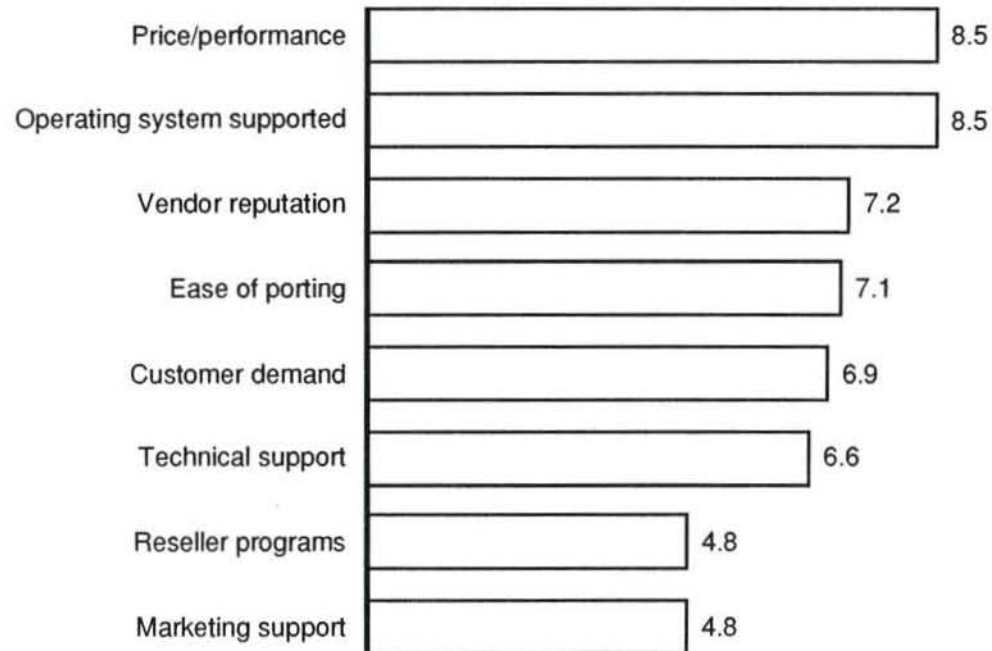 Price/performance 8.5
Operating system supported 8.5
Vendor reputation 7.2
Ease of porting 7.1
Customer demand 6.9
Technical support 6.6
Reseller programs 4.8
Marketing support 4.8